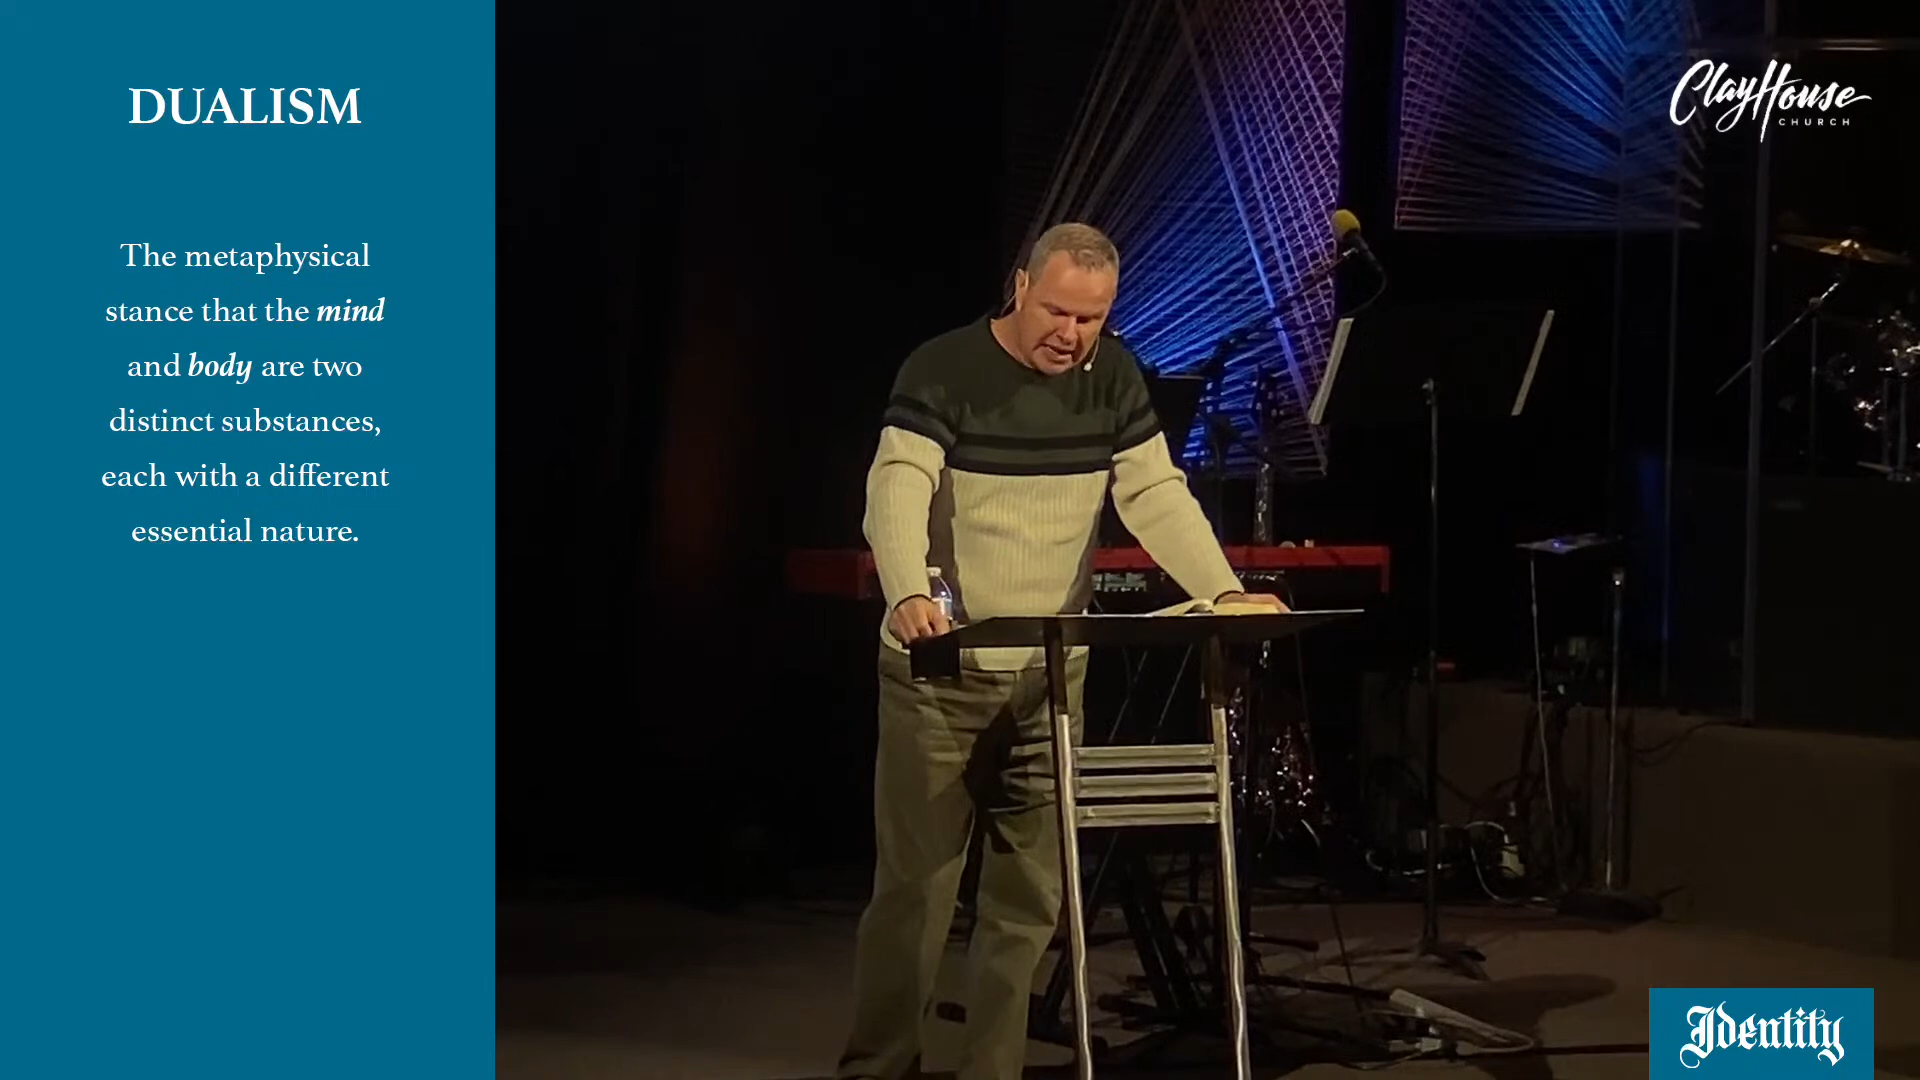 DUALISM
The metaphysical
stance that the mind
and body are two
distinct substances,
each with a different
essential nature.
ClayHouse
CHURCH
Identity